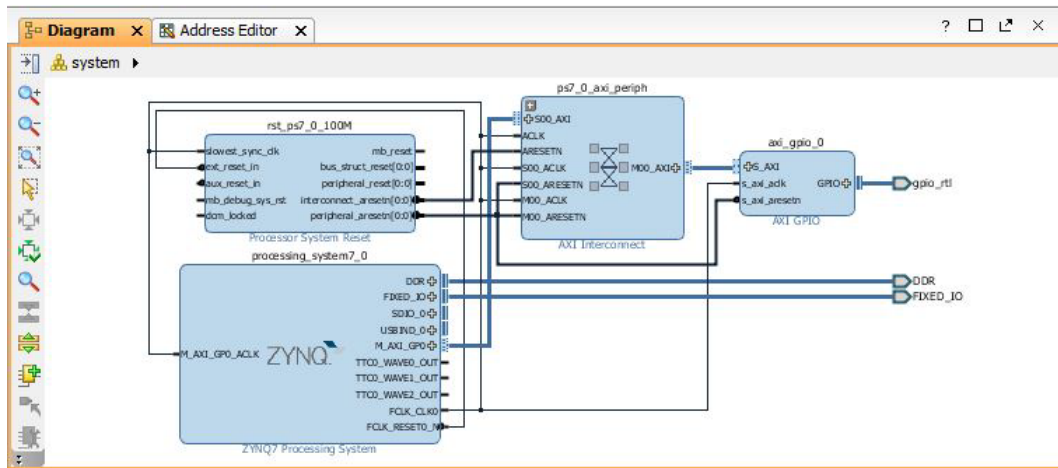 Diagram
Address Editor
system
rst_ps7_0_100M
slowest_sync_clk
ext_reset_in
aux_reset_in
mb_debug_sys_rst
dcm_locked
mb_reset
bus_struct_reset[0:0]
peripheral_reset[0:0]
interconnect_aresetn[0:0]
peripheral_aresetn[0:0]
Processor System Reset
ps7_0_axi_periph
S00_AXI
ACLK
ARESETN
S00_ACLK
S00_ARESETN
M00_ACLK
M00_ARESETN
M00_AXI
AXI Interconnect
axi_gpio_0
S_AXI
s_axi_aclk
s_axi_aresetn
GPIO
AXI GPIO
gpio_rtl
processing_system7_0
M_AXI_GP0_ACLK
ZYNQ
DDR
FIXED_IO
SDIO_0
USBIND_0
M_AXI_GP0
TTC0_WAVE0_OUT
TTC0_WAVE1_OUT
TTC0_WAVE2_OUT
FCLK_CLK0
FCLK_RESET0_N
ZYNQ7 Processing System
DDR
FIXED_IO